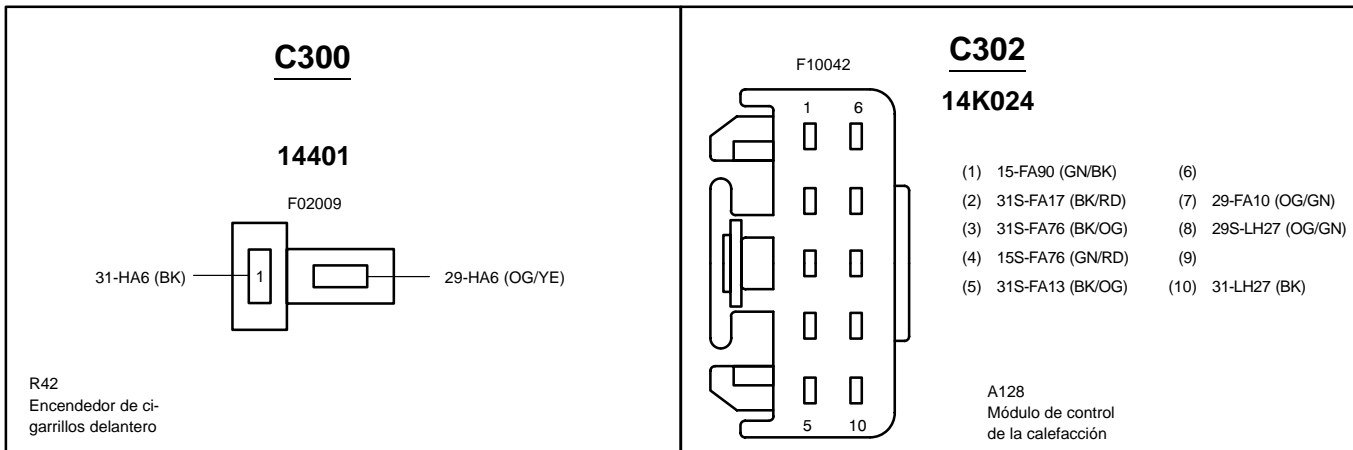 C300
14401
F02009
31-HA6 (BK)
1
29-HA6 (OG/YE)
R42
Encendedor de ci-
garrillos delantero
F10042
C302
14K024
1 6
5 10
(1) 15-FA90 (GN/BK) (6)
(2) 31S-FA17 (BK/RD) (7) 29-FA10 (OG/GN)
(3) 31S-FA76 (BK/OG) (8) 29S-LH27 (OG/GN)
(4) 15S-FA76 (GN/RD) (9)
(5) 31S-FA13 (BK/OG) (10) 31-LH27 (BK)
A128
Módulo de control
de la calefacción